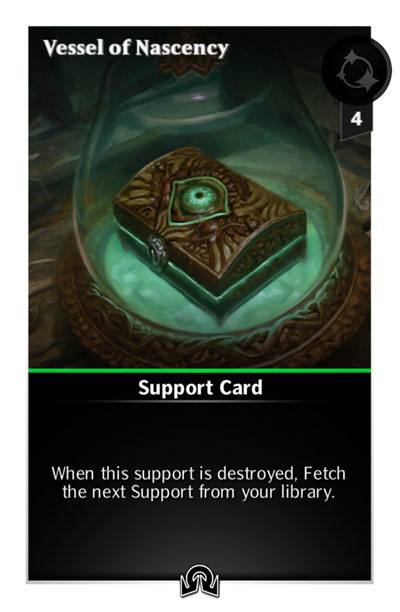 Vessel of Nascency
4
Support Card
When this support is destroyed, Fetch
the next Support from your library.